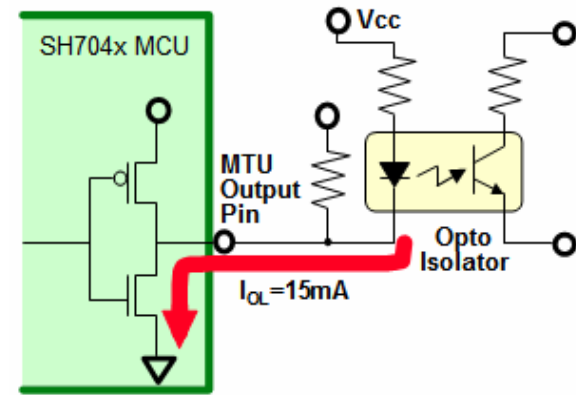 SH704x MCU
Vcc
MTU
Output
Pin
Opto
Isolator
IOL=15mA